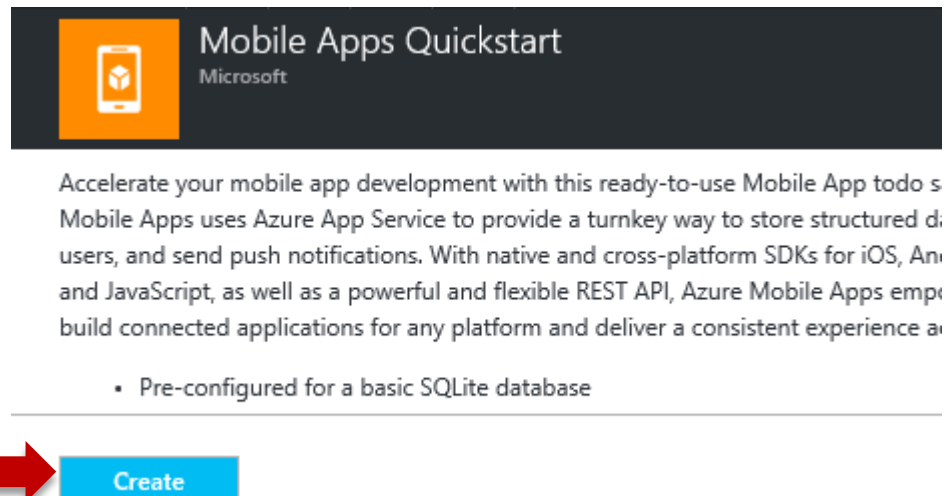 Mobile Apps Quickstart
Microsoft
Accelerate your mobile app development with this ready-to-use Mobile App todo
Mobile Apps uses Azure App Service to provide a turnkey way to store structured
users, and send push notifications. With native and cross-platform SDKs for iOS,
and JavaScript, as well as a powerful and flexible REST API, Azure Mobile Apps
build connected applications for any platform and deliver a consistent experience
• Pre-configured for a basic SQLite database
Create